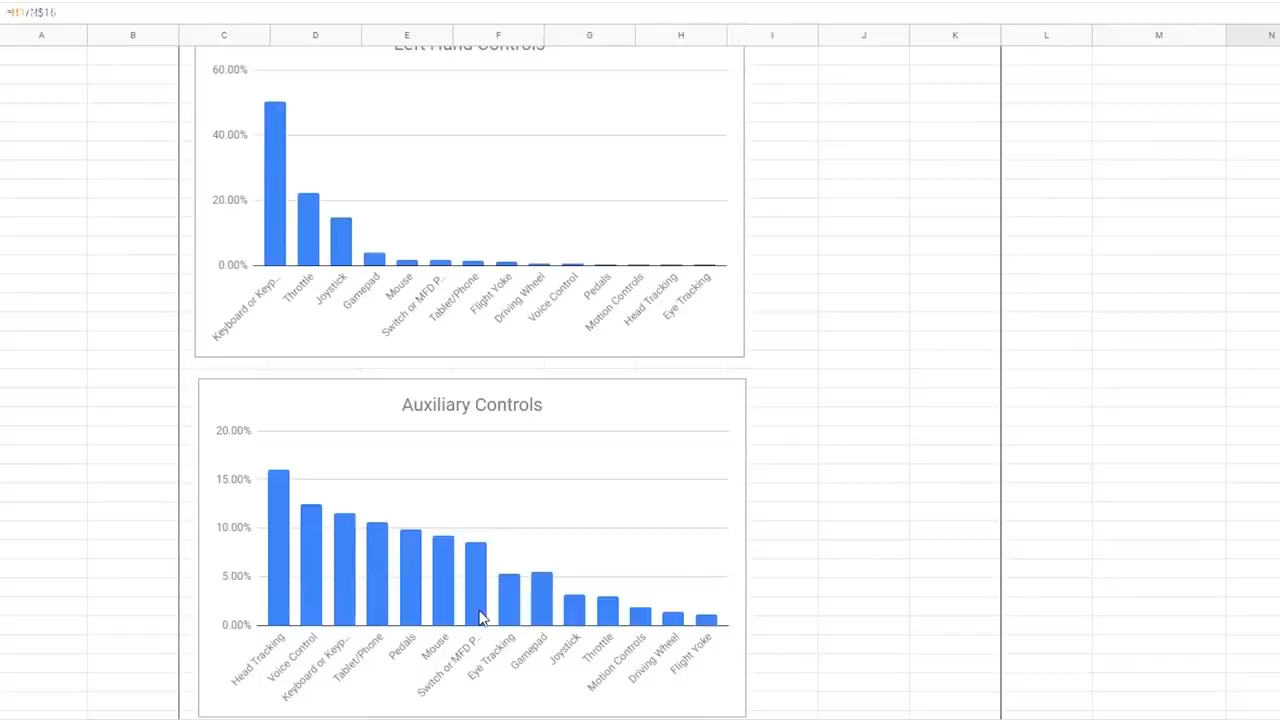 A B C D E F G H I J K L M N
Left Hand Controls
60.00%
40.00%
20.00%
0.00%
Keyboard or Keyp... Throttle Joystick Gamepad Mouse Switch or MFD P... Tablet/Phone Flight Yoke Driving Wheel Voice Control Pedals Motion Controls Head Tracking Eye Tracking
Auxiliary Controls
20.00%
15.00%
10.00%
5.00%
0.00%
Head Tracking Voice Control Keyboard or Keyp... Tablet/Phone Pedals Mouse Switch or MFD P... Eye Tracking Gamepad Joystick Throttle Motion Controls Driving Wheel Flight Yoke